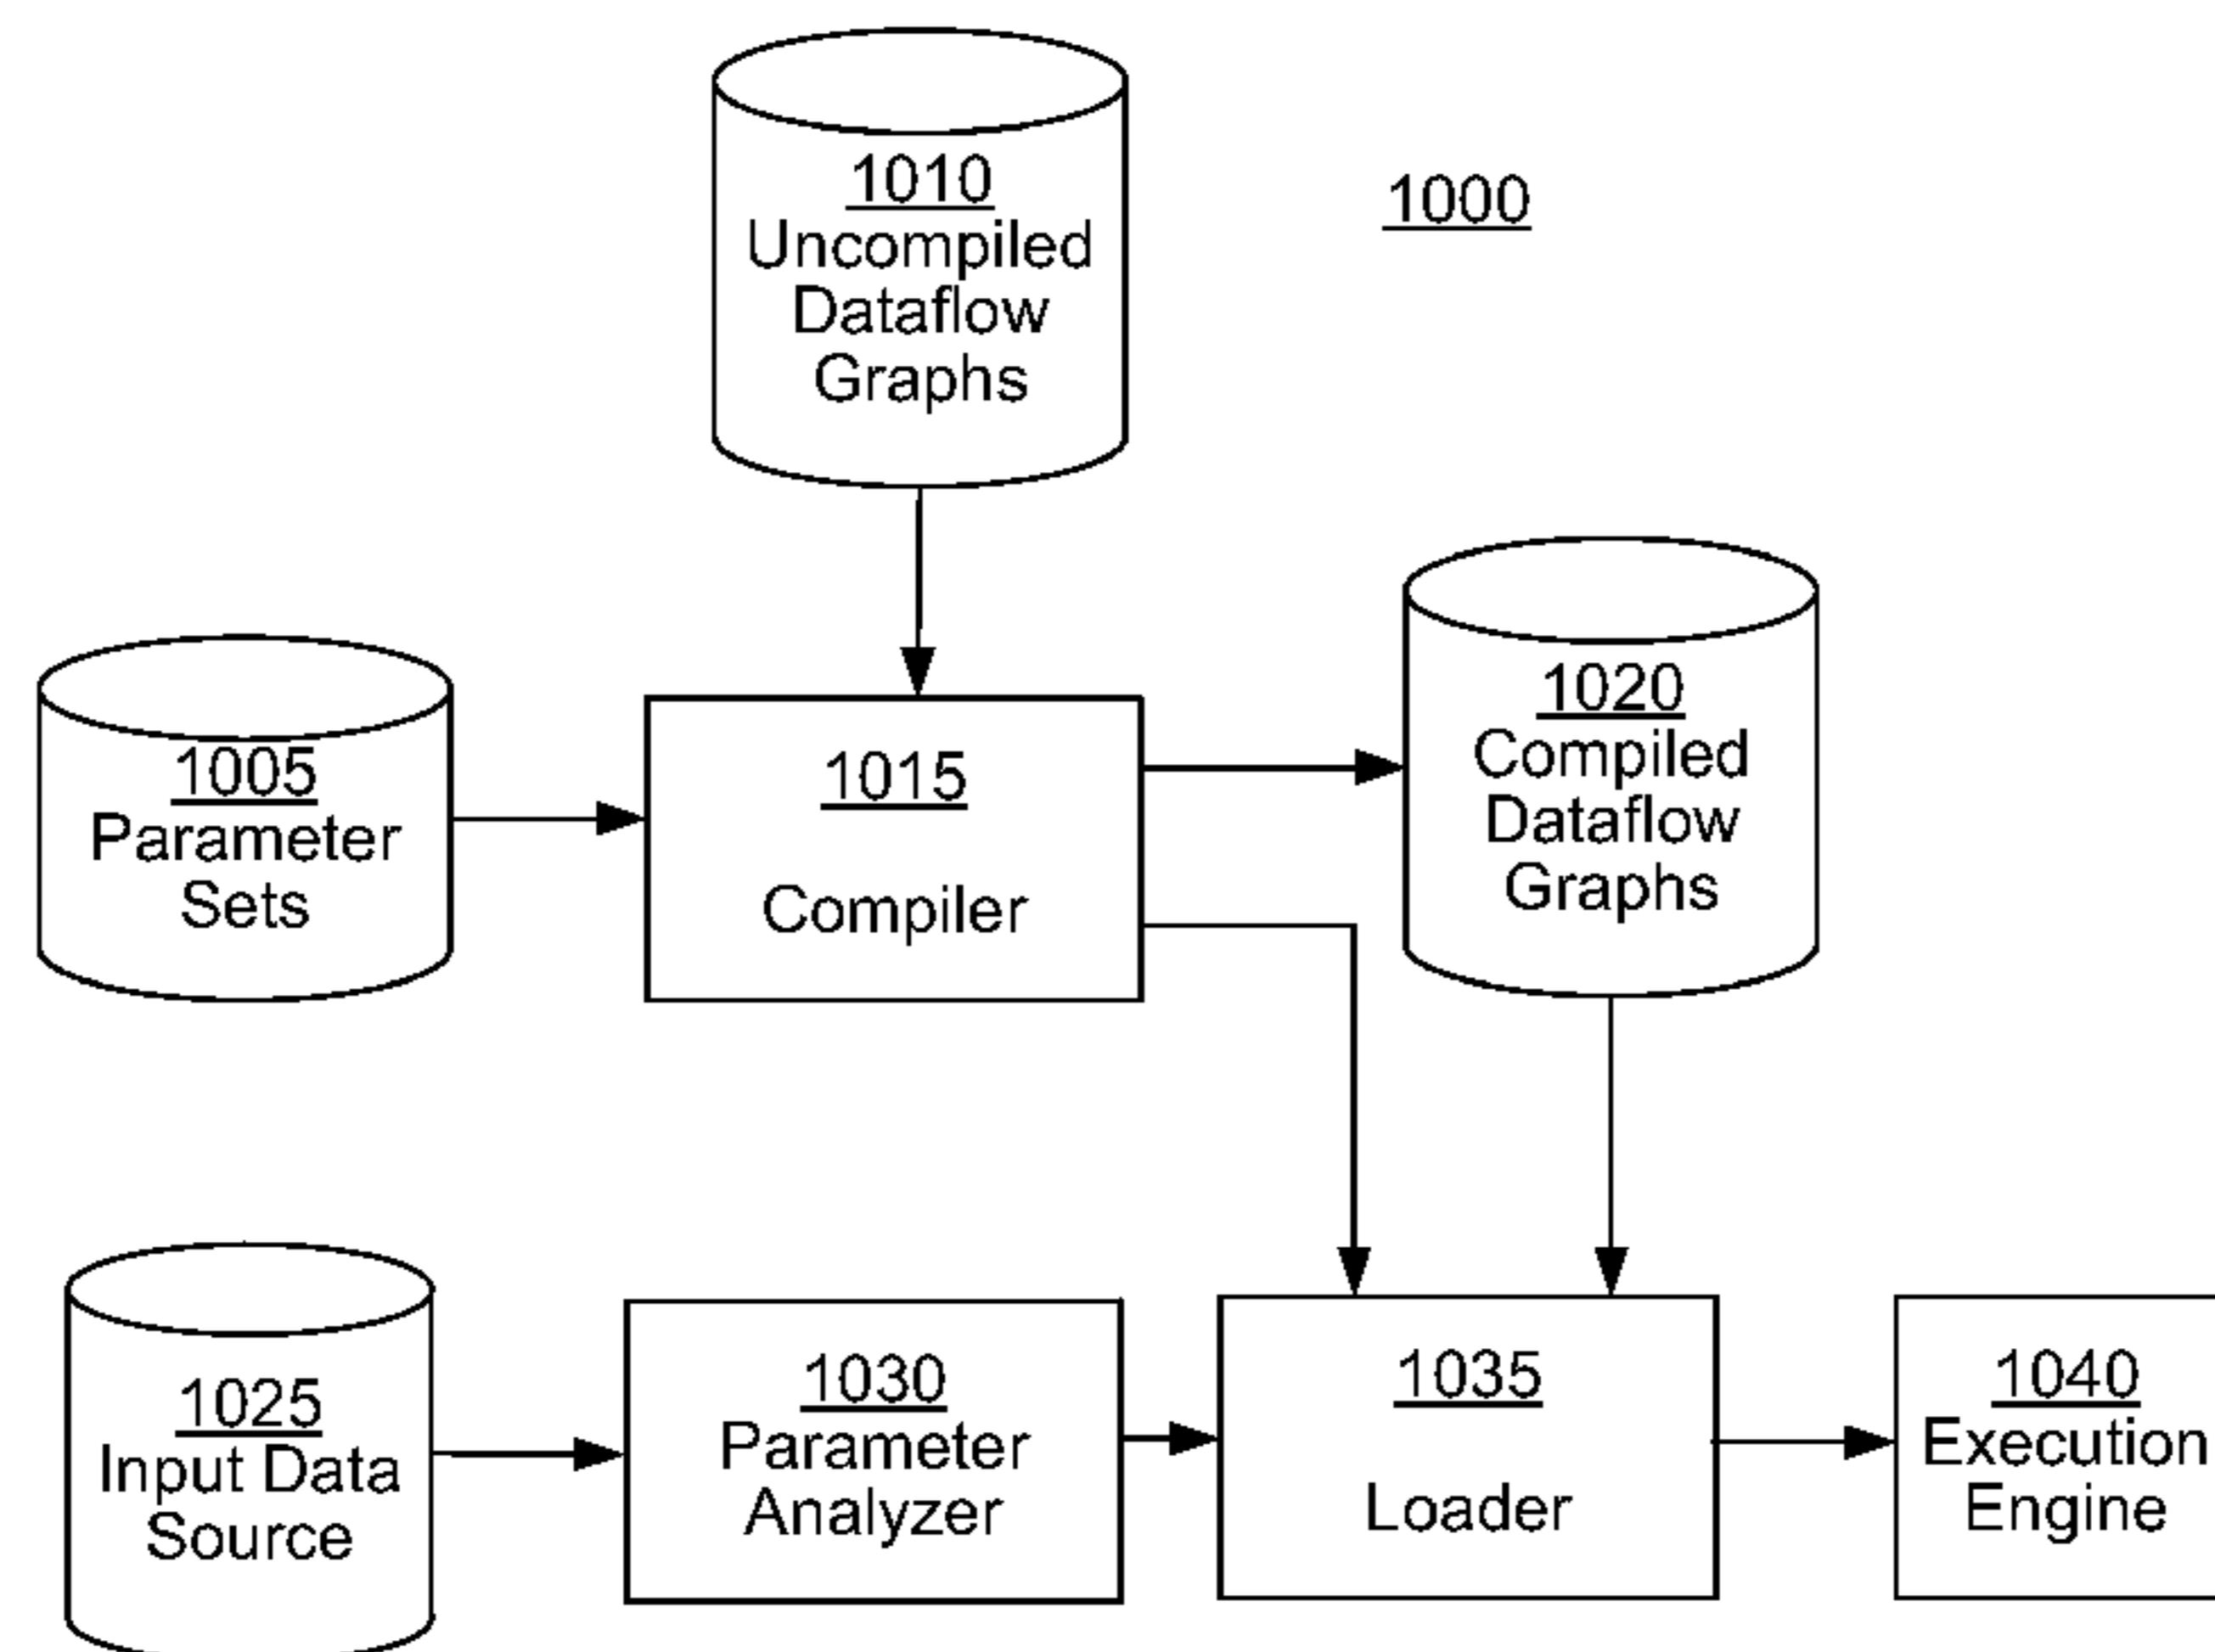 1010
Uncompiled
Dataflow
Graphs
1000
1005
Parameter
Sets
1015
Compiler
1020
Compiled
Dataflow
Graphs
1025
Input Data
Source
1030
Parameter
Analyzer
1035
Loader
1040
Execution
Engine